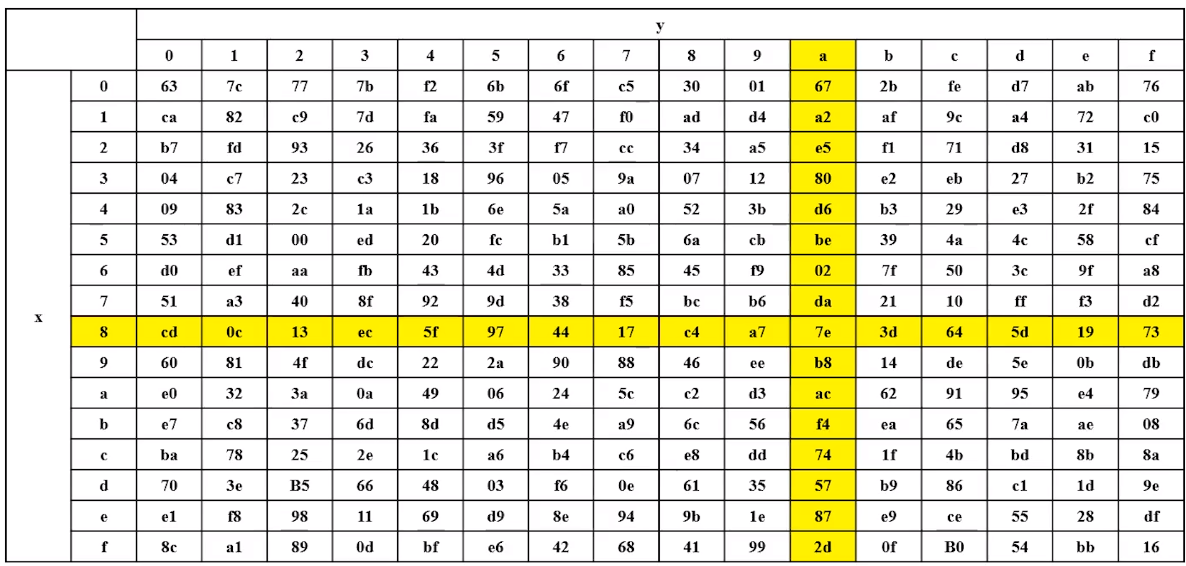 y
0 1 2 3 4 5 6 7 8 9 a b c d e f
0 63 7c 77 7b f2 6b 6f c5 30 01 67 2b fe d7 ab 76
1 ca 82 c9 7d fa 59 47 f0 ad d4 a2 af 9c a4 72 c0
2 b7 fd 93 26 36 3f f7 cc 34 a5 e5 f1 71 d8 31 15
3 04 c7 23 c3 18 96 05 9a 07 12 80 e2 eb 27 b2 75
4 09 83 2c 1a 1b 6e 5a a0 52 3b d6 b3 29 e3 2f 84
5 53 d1 00 ed 20 fc b1 5b 6a cb be 39 4a 4c 58 cf
6 d0 ef aa fb 43 4d 33 85 45 f9 02 7f 50 3c 9f a8
7 51 a3 40 8f 92 9d 38 f5 bc b6 da 21 10 ff f3 d2
x
8 cd 0c 13 ec 5f 97 44 17 c4 a7 7e 3d 64 5d 19 73
9 60 81 4f dc 22 2a 90 88 46 ee b8 14 de 5e 0b db
a e0 32 3a 0a 49 06 24 5c c2 d3 ac 62 91 95 e4 79
b e7 c8 37 6d 8d d5 4e a9 6c 56 f4 ea 65 7a ae 08
c ba 78 25 2e 1c a6 b4 c6 e8 dd 74 1f 4b bd 8b 8a
d 70 3e B5 66 48 03 f6 0e 61 35 57 b9 86 c1 1d 9e
e e1 f8 98 11 69 d9 8e 94 9b 1e 87 e9 ce 55 28 df
f 8c a1 89 0d bf e6 42 68 41 99 2d 0f B0 54 bb 16